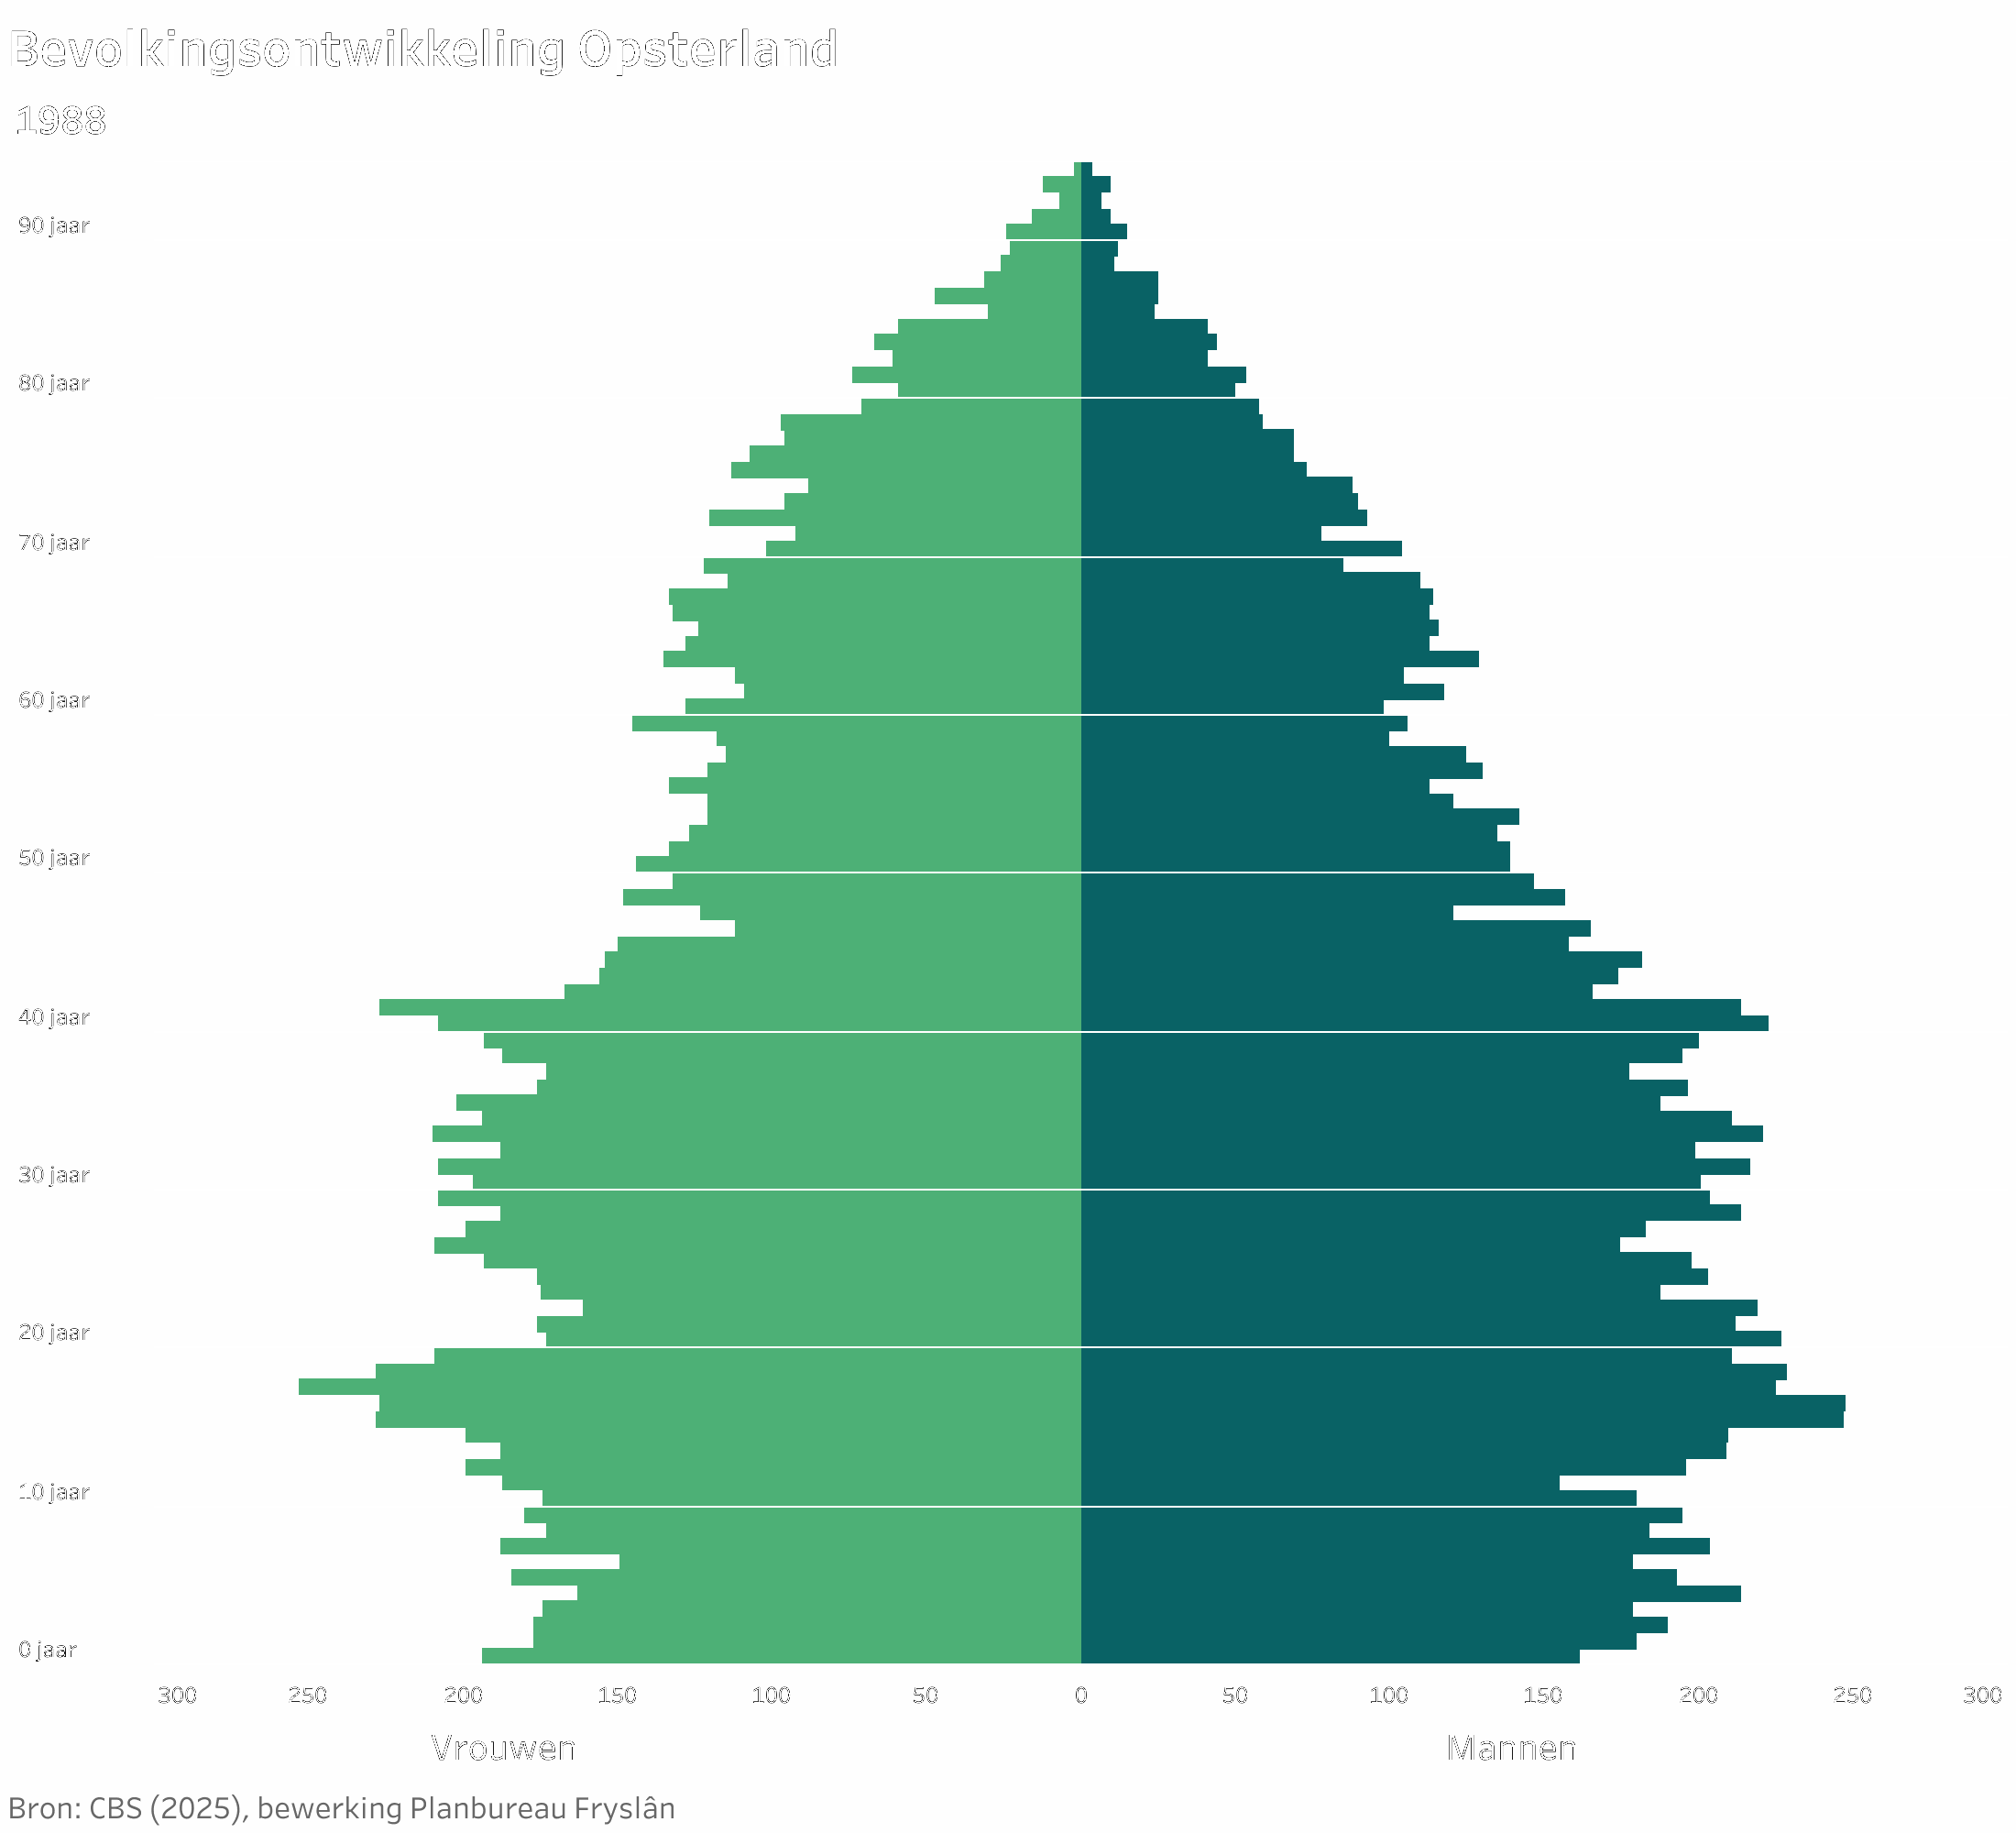 Bevolkingsontwikkeling Opsterland
1988
90 jaar
80 jaar
70 jaar
60 jaar
50 jaar
40 jaar
30 jaar
20 jaar
10 jaar
0 jaar
300 250 200 150 100 50 0 50 100 150 200 250 300
Vrouwen Mannen
Bron: CBS (2025), bewerking Planbureau Fryslân